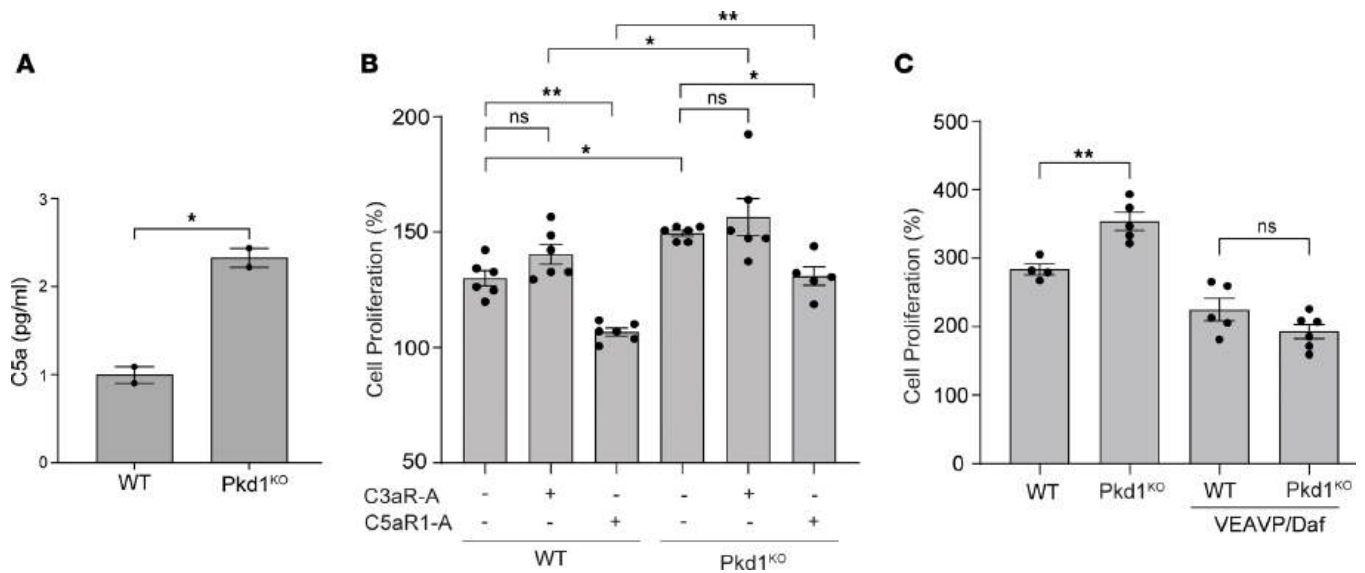 A
C5a (pg/ml)
3
2
1
0
*
WT
Pkd1KO
B
Cell Proliferation (%)
200
150
100
50
**
*
**
*
ns
ns
*
C3aR-A - + - - + -
C5aR1-A - - + - - +
WT
Pkd1KO
C
Cell Proliferation (%)
500
400
300
200
100
0
**
ns
WT
Pkd1KO
WT
Pkd1KO
VEAVP/Daf